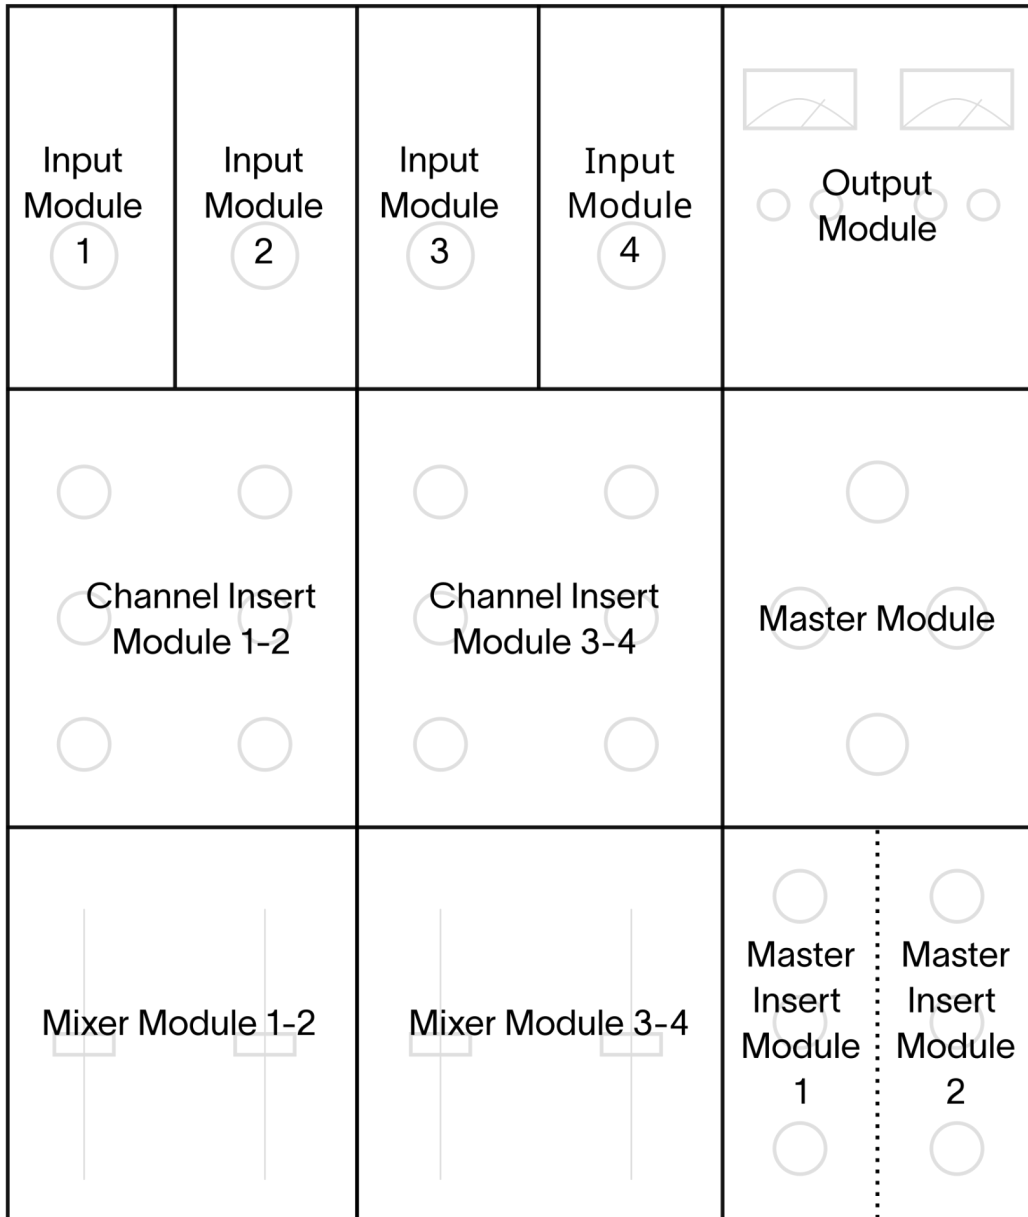 Input
Module
1
Input
Module
2
Input
Module
3
Input
Module
4
Output
Module
Channel Insert
Module 1-2
Channel Insert
Module 3-4
Master Module
Mixer Module 1-2
Mixer Module 3-4
Master
Insert
Module
1
Master
Insert
Module
2